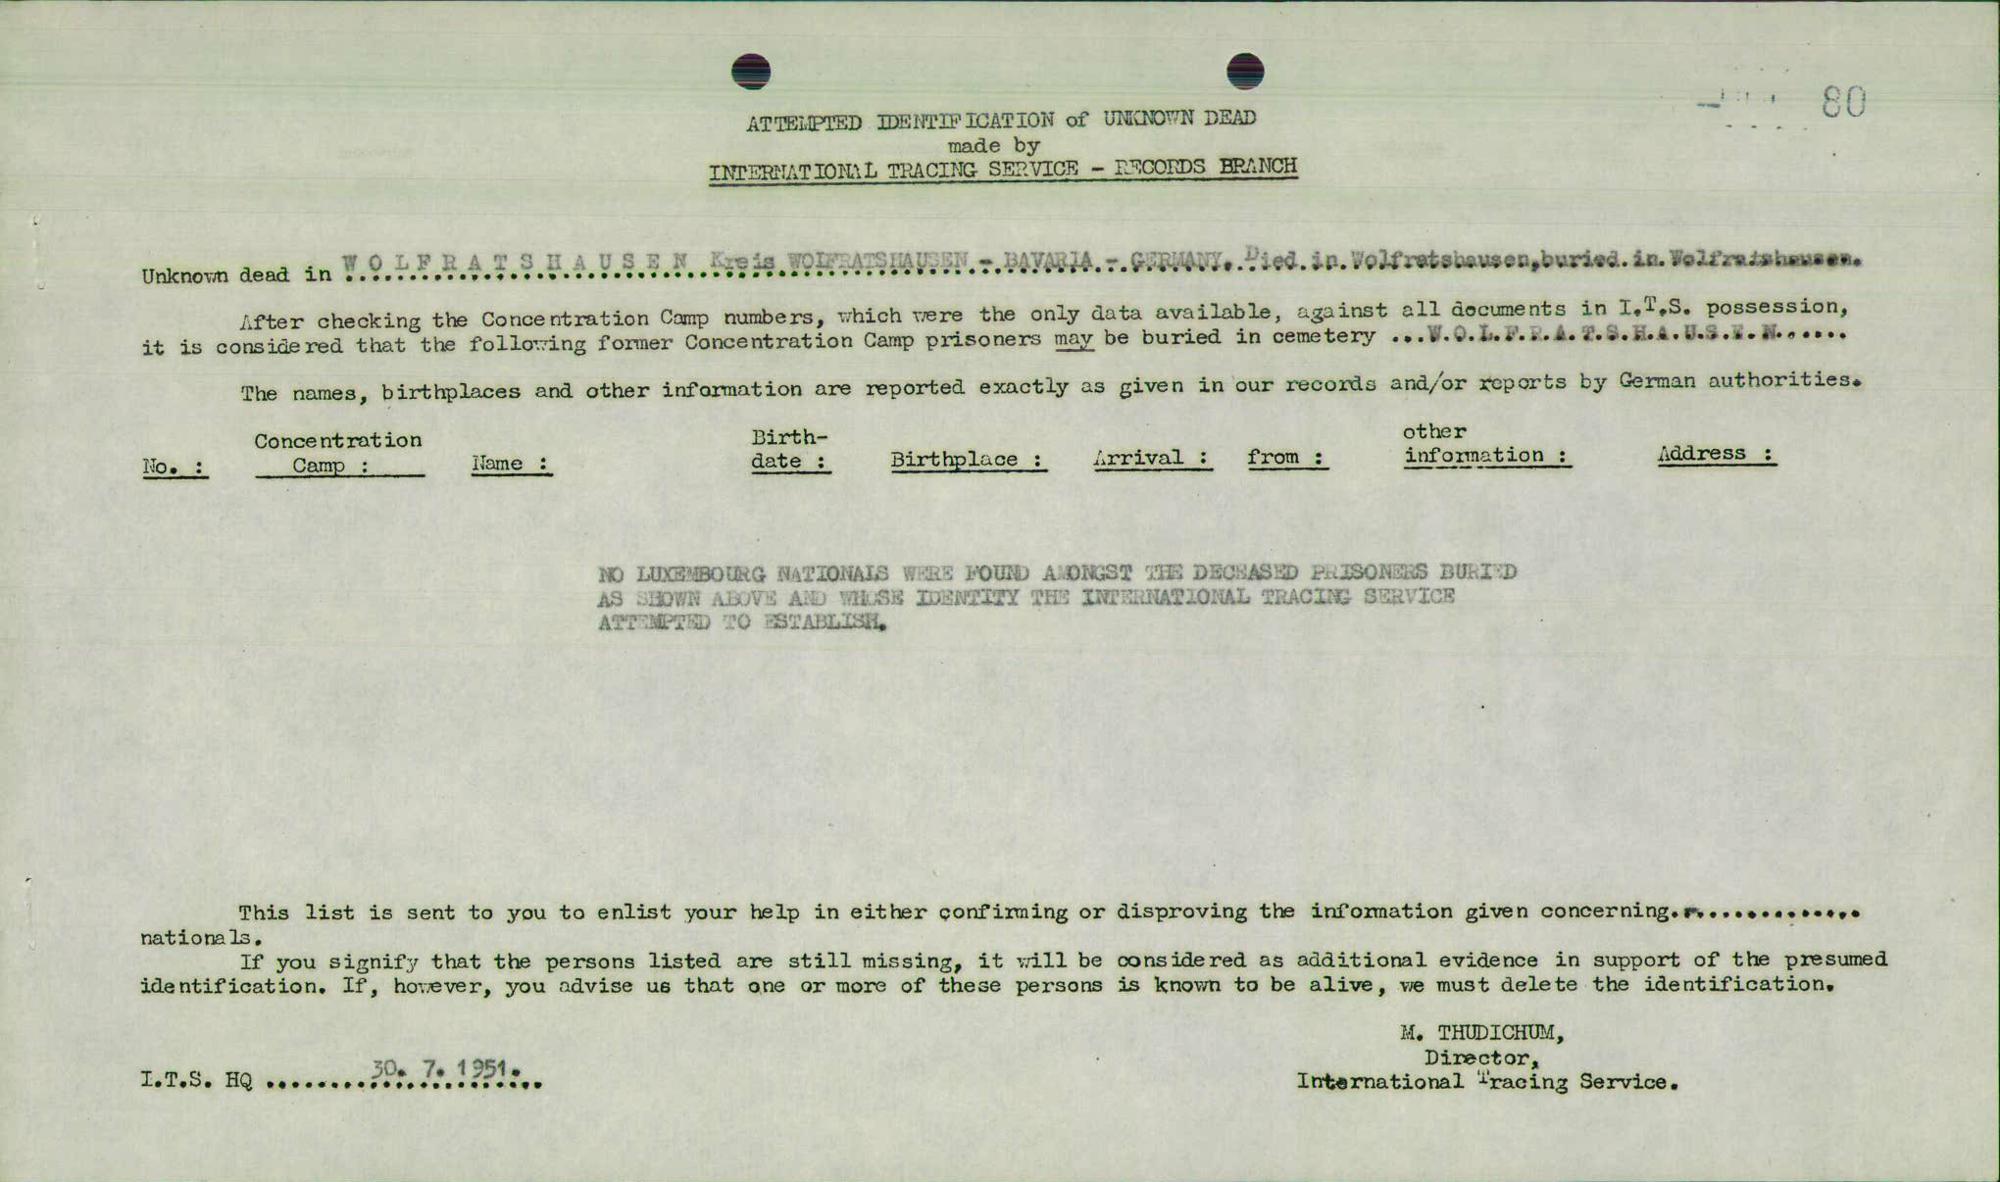 80
ATTEMPTED IDENTIFICATION of UNKNOWN DEAD
made by
INTERNATIONAL TRACING SERVICE - RECORDS BRANCH
Unknown dead in W O L F R A T S H A U S E N Kreis WOLFRATSHAUSEN - BAVARIA - GERMANY. Died in Wolfratshausen, buried in Wolfratshausen.
After checking the Concentration Camp numbers, which were the only data available, against all documents in I.T.S. possession,
it is considered that the following former Concentration Camp prisoners may be buried in cemetery ...W.O.L.F.R.A.T.S.H.A.U.S.E.N......
The names, birthplaces and other information are reported exactly as given in our records and/or reports by German authorities.
No. : Concentration Camp : Name : Birth-date : Birthplace : Arrival : from : other information : Address :
NO LUXEMBOURG NATIONALS WERE FOUND AMONGST THE DECEASED PRISONERS BURIED
AS SHOWN ABOVE AND WHOSE IDENTITY THE INTERNATIONAL TRACING SERVICE
ATTEMPTED TO ESTABLISH.
This list is sent to you to enlist your help in either confirming or disproving the information given concerning...............
nationals.
If you signify that the persons listed are still missing, it will be considered as additional evidence in support of the presumed
identification. If, however, you advise us that one or more of these persons is known to be alive, we must delete the identification.
M. THUDICHUM,
Director,
International Tracing Service.
I.T.S. HQ ........30. 7. 1951.......